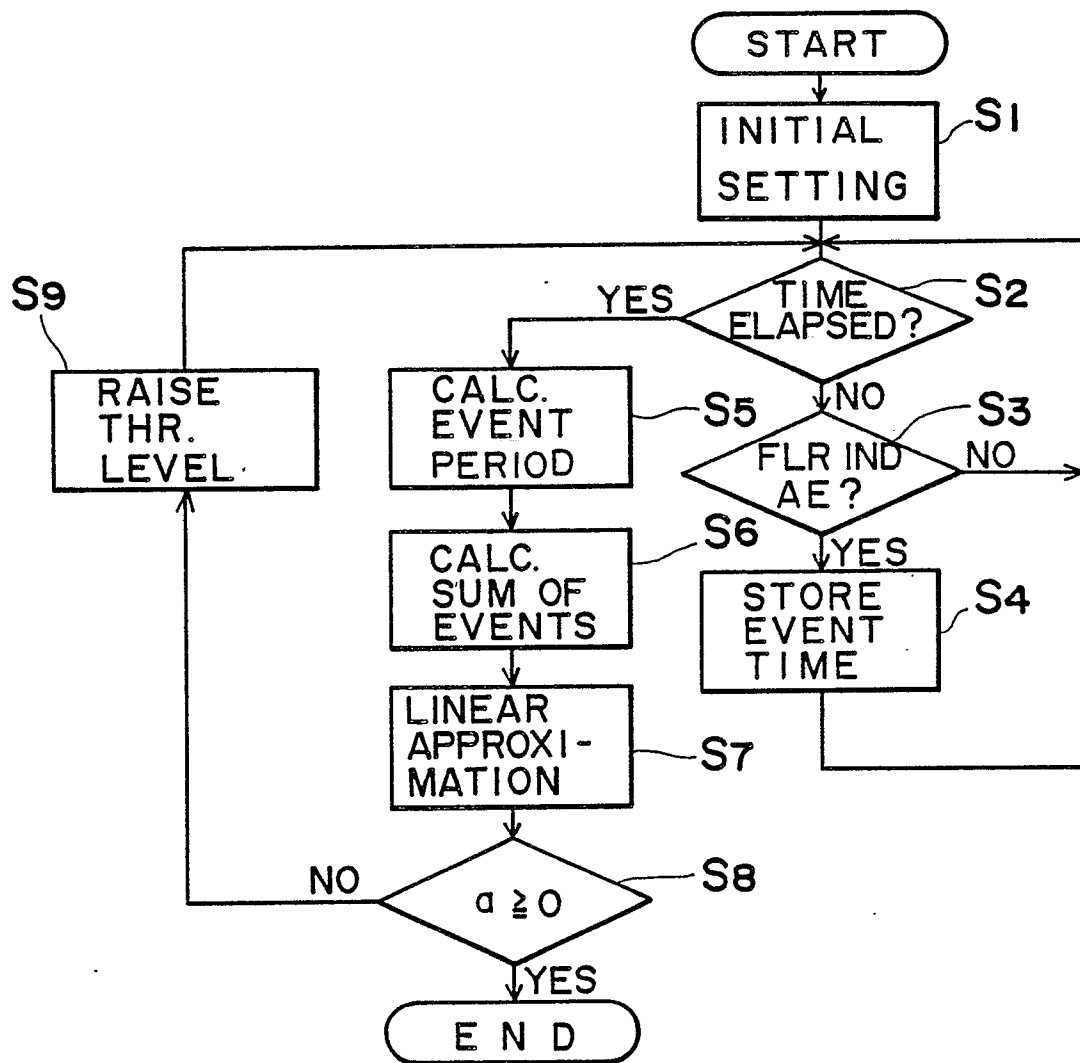 START
INITIAL
SETTING
S1
TIME
ELAPSED?
S2
YES
NO
FLR IND
AE?
S3
NO
YES
STORE
EVENT
TIME
S4
CALC.
EVENT
PERIOD
S5
CALC.
SUM OF
EVENTS
S6
LINEAR
APPROXI-
MATION
S7
a ≧ 0
S8
NO
YES
RAISE
THR.
LEVEL
S9
END